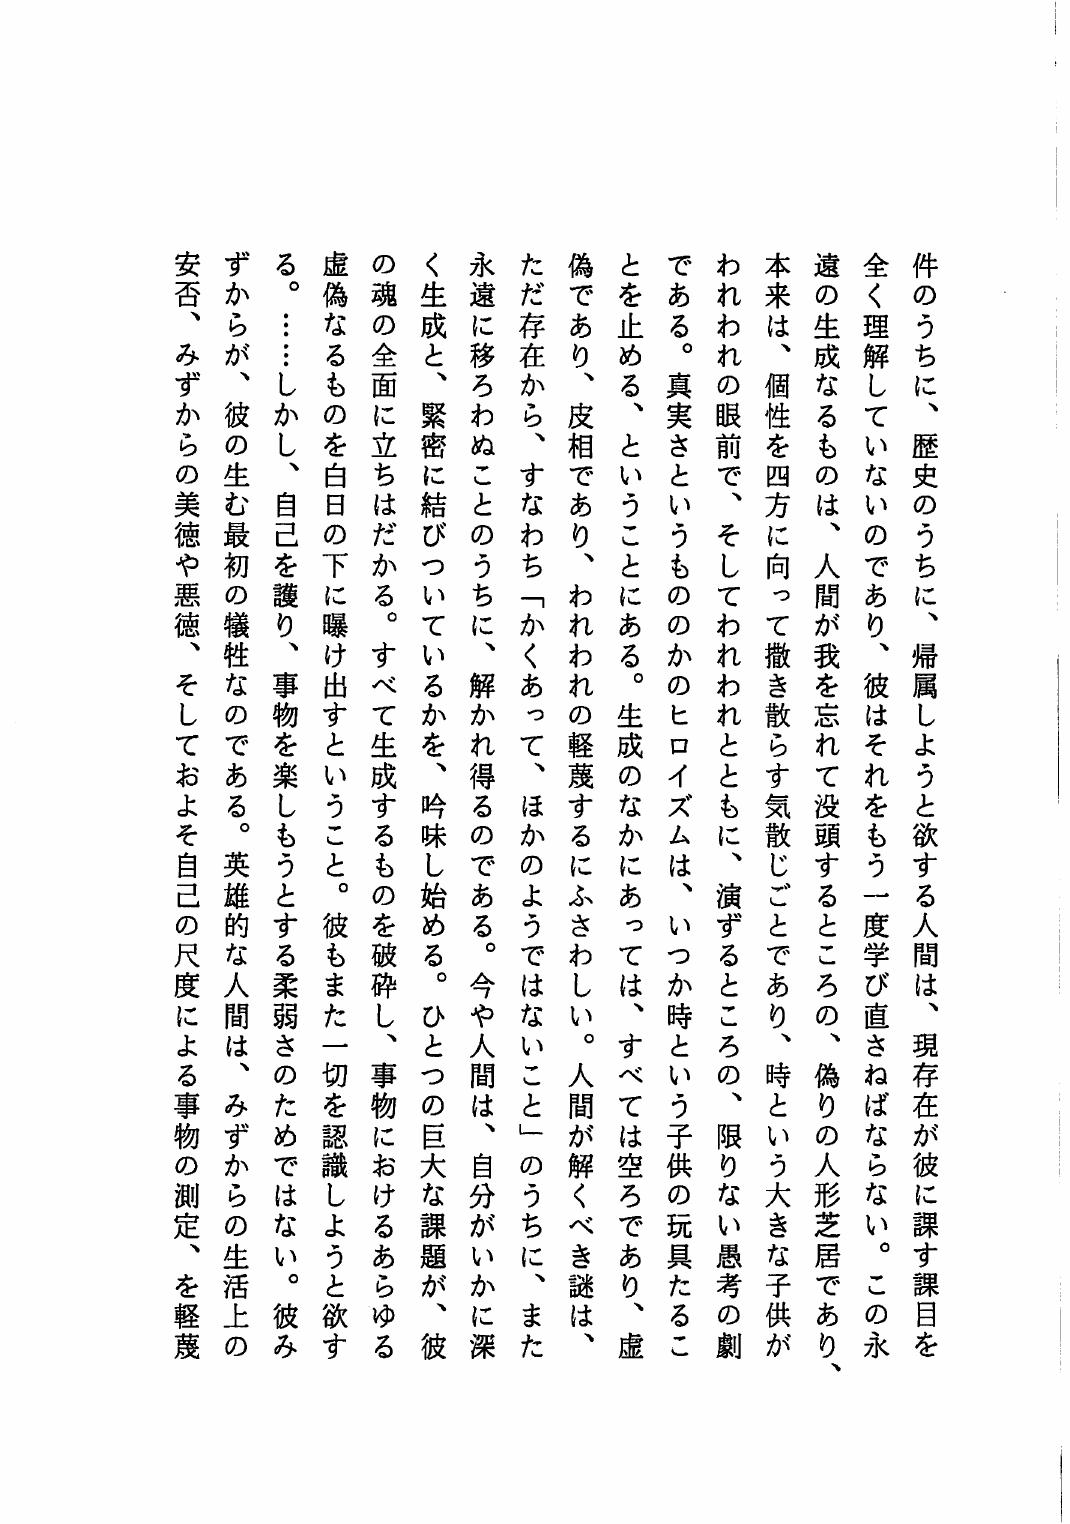 件のうちに、歴史のうちに、帰属しようと欲する人間は、現存在が彼に課す課目を
全く理解していないのであり、彼はそれをもう一度学び直さねばならない。この永
遠の生成なるものは、人間が我を忘れて没頭するところの、偽りの人形芝居であり、
本来は、個性を四方に向って撒き散らす気散じごとであり、時という大きな子供が
われわれの眼前で、そしてわれわれとともに、演ずるところの、限りない愚考の劇
である。真実さというもののかのヒロイズムは、いつか時という子供の玩具たるこ
とを止める、ということにある。生成のなかにあっては、すべては空ろであり、虚
偽であり、皮相であり、われわれの軽蔑するにふさわしい。人間が解くべき謎は、
ただ存在から、すなわち「かくあって、ほかのようではないこと」のうちに、また
永遠に移ろわぬことのうちに、解かれ得るのである。今や人間は、自分がいかに深
く生成と、緊密に結びついているかを、吟味し始める。ひとつの巨大な課題が、彼
の魂の全面に立ちはだかる。すべて生成するものを破砕し、事物におけるあらゆる
虚偽なるものを白日の下に曝け出すということ。彼もまた一切を認識しようと欲す
る。……しかし、自己を護り、事物を楽しもうとする柔弱さのためではない。彼み
ずからが、彼の生む最初の犠牲なのである。英雄的な人間は、みずからの生活上の
安否、みずからの美徳や悪徳、そしておよそ自己の尺度による事物の測定、を軽蔑